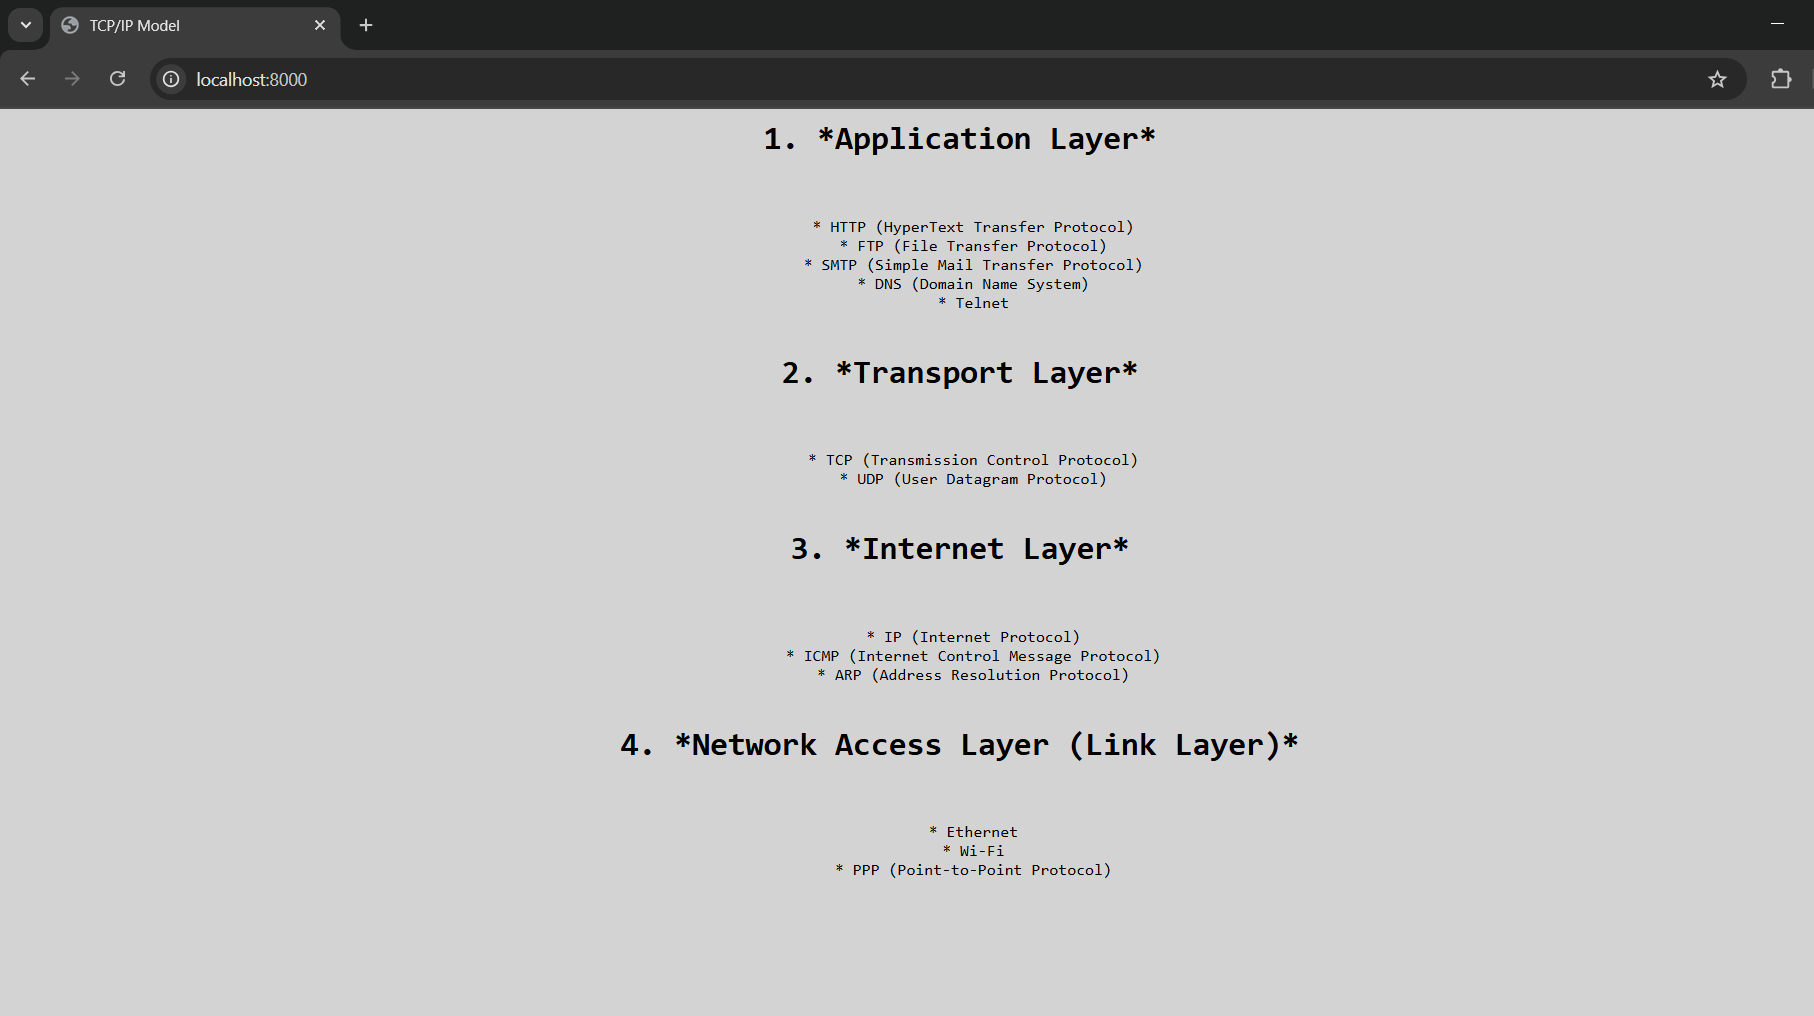 TCP/IP Model
localhost:8000
1. *Application Layer*
* HTTP (HyperText Transfer Protocol)
* FTP (File Transfer Protocol)
* SMTP (Simple Mail Transfer Protocol)
* DNS (Domain Name System)
* Telnet
2. *Transport Layer*
* TCP (Transmission Control Protocol)
* UDP (User Datagram Protocol)
3. *Internet Layer*
* IP (Internet Protocol)
* ICMP (Internet Control Message Protocol)
* ARP (Address Resolution Protocol)
4. *Network Access Layer (Link Layer)*
* Ethernet
* Wi-Fi
* PPP (Point-to-Point Protocol)